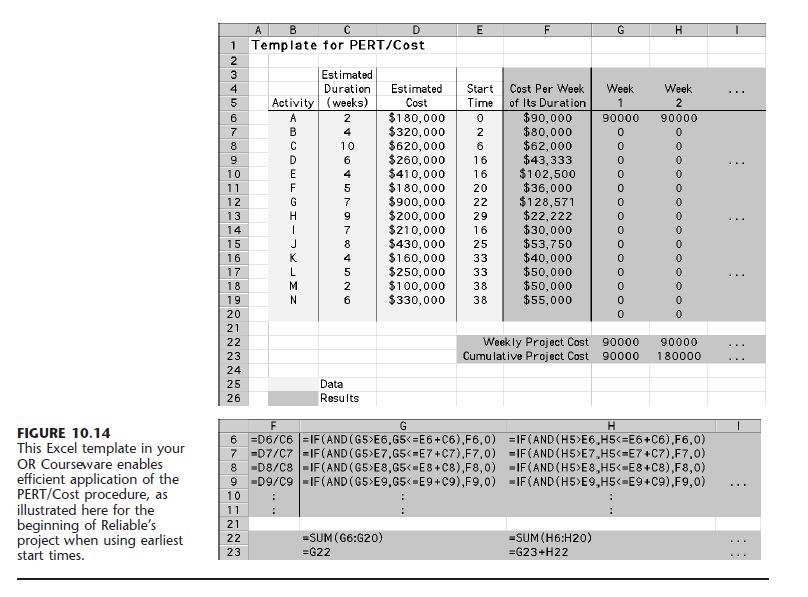 A B C D E F G H I
1 Template for PERT/Cost
2
3 Estimated
4 Duration Estimated Start Cost Per Week Week Week ...
5 Activity (weeks) Cost Time of Its Duration 1 2
6 A 2 $180,000 0 $90,000 90000 90000
7 B 4 $320,000 2 $80,000 0 0
8 C 10 $620,000 6 $62,000 0 0
9 D 6 $260,000 16 $43,333 0 0 ...
10 E 4 $410,000 16 $102,500 0 0
11 F 5 $180,000 20 $36,000 0 0
12 G 7 $900,000 22 $128,571 0 0
13 H 9 $200,000 29 $22,222 0 0 ...
14 I 7 $210,000 16 $30,000 0 0
15 J 8 $430,000 25 $53,750 0 0
16 K 4 $160,000 33 $40,000 0 0
17 L 5 $250,000 33 $50,000 0 0 ...
18 M 2 $100,000 38 $50,000 0 0
19 N 6 $330,000 38 $55,000 0 0
20 0 0
21
22 Weekly Project Cost 90000 90000 ...
23 Cumulative Project Cost 90000 180000 ...
24
25 Data
26 Results
F G H I
6 =D6/C6 =IF(AND(G5>E6,G5<=E6+C6),F6,0) =IF(AND(H5>E6,H5<=E6+C6),F6,0)
7 =D7/C7 =IF(AND(G5>E7,G5<=E7+C7),F7,0) =IF(AND(H5>E7,H5<=E7+C7),F7,0)
8 =D8/C8 =IF(AND(G5>E8,G5<=E8+C8),F8,0) =IF(AND(H5>E8,H5<=E8+C8),F8,0)
9 =D9/C9 =IF(AND(G5>E9,G5<=E9+C9),F9,0) =IF(AND(H5>E9,H5<=E9+C9),F9,0) ...
10 : : :
11 : : :
21
22 =SUM(G6:G20) =SUM(H6:H20) ...
23 =G22 =G23+H22 ...
FIGURE 10.14
This Excel template in your
OR Courseware enables
efficient application of the
PERT/Cost procedure, as
illustrated here for the
beginning of Reliable's
project when using earliest
start times.